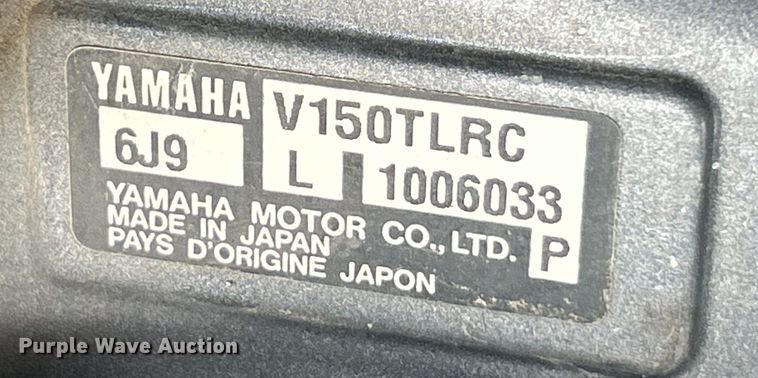 YAMAHA V150TLRC
6J9 L 1006033
YAMAHA MOTOR CO., LTD. P
MADE IN JAPAN
PAYS D'ORIGINE JAPON
Purple Wave Auction